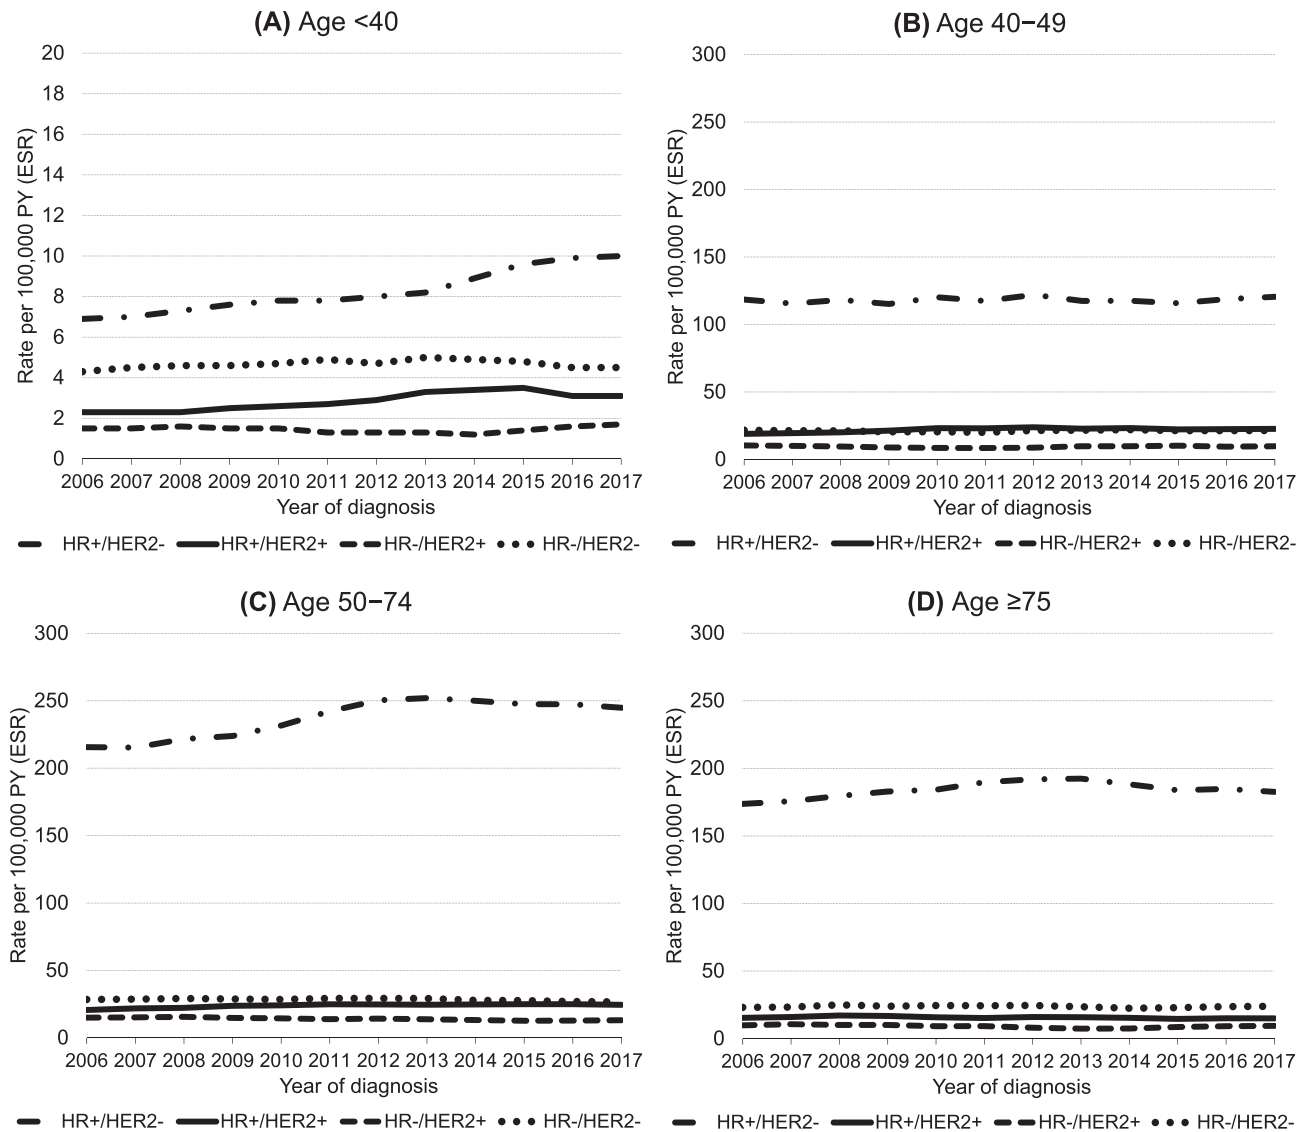 (A) Age <40
20
18
16
14
12
10
8
6
4
2
0
Rate per 100,000 PY (ESR)
2006 2007 2008 2009 2010 2011 2012 2013 2014 2015 2016 2017
Year of diagnosis
HR+/HER2- HR+/HER2+ HR-/HER2+ HR-/HER2-
(B) Age 40−49
300
250
200
150
100
50
0
Rate per 100,000 PY (ESR)
2006 2007 2008 2009 2010 2011 2012 2013 2014 2015 2016 2017
Year of diagnosis
HR+/HER2- HR+/HER2+ HR-/HER2+ HR-/HER2-
(C) Age 50−74
300
250
200
150
100
50
0
Rate per 100,000 PY (ESR)
2006 2007 2008 2009 2010 2011 2012 2013 2014 2015 2016 2017
Year of diagnosis
HR+/HER2- HR+/HER2+ HR-/HER2+ HR-/HER2-
(D) Age ≥75
300
250
200
150
100
50
0
Rate per 100,000 PY (ESR)
2006 2007 2008 2009 2010 2011 2012 2013 2014 2015 2016 2017
Year of diagnosis
HR+/HER2- HR+/HER2+ HR-/HER2+ HR-/HER2-